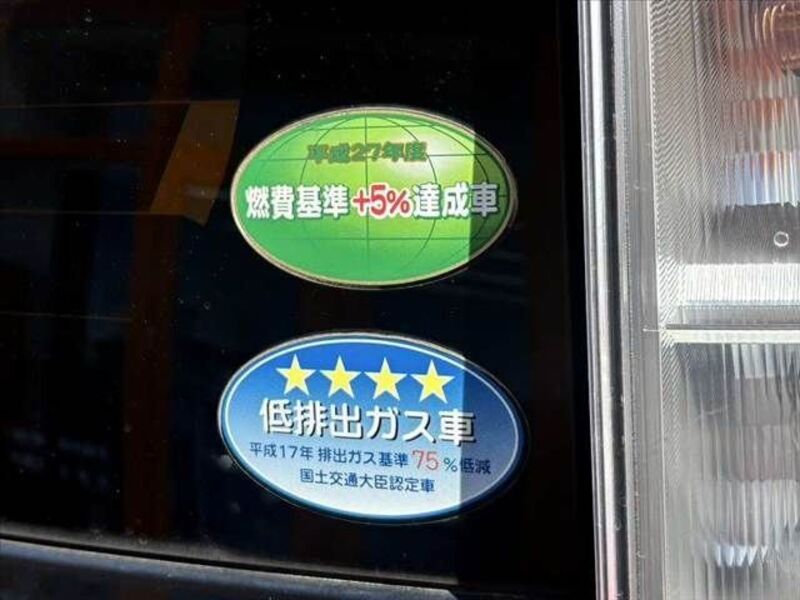 平成27年度
燃費基準+5%達成車
低排出ガス車
平成17年 排出ガス基準75%低減
国土交通大臣認定車